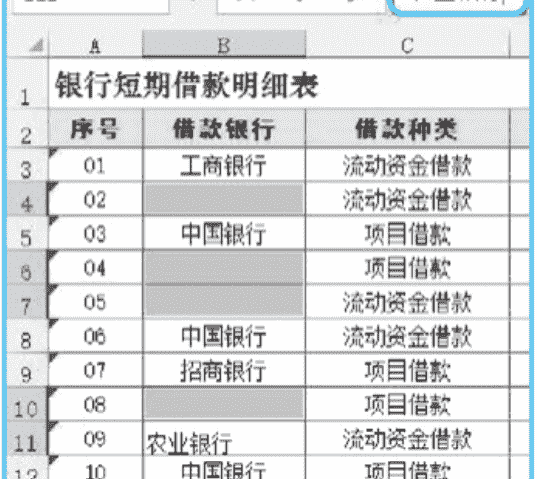 A B C
1 银行短期借款明细表
2 序号 借款银行 借款种类
3 01 工商银行 流动资金借款
4 02 流动资金借款
5 03 中国银行 项目借款
6 04 项目借款
7 05 流动资金借款
8 06 中国银行 流动资金借款
9 07 招商银行 项目借款
10 08 项目借款
11 09 农业银行 流动资金借款
12 10 中国银行 项目借款